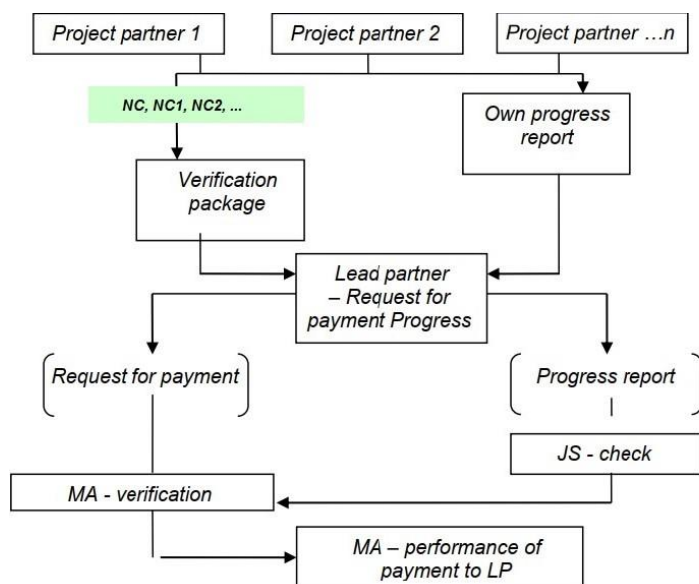 Project partner 1
Project partner 2
Project partner ...n
NC, NC1, NC2, ...
Own progress
report
Verification
package
Lead partner
– Request for
payment Progress
Request for payment
Progress report
JS - check
MA - verification
MA – performance of
payment to LP